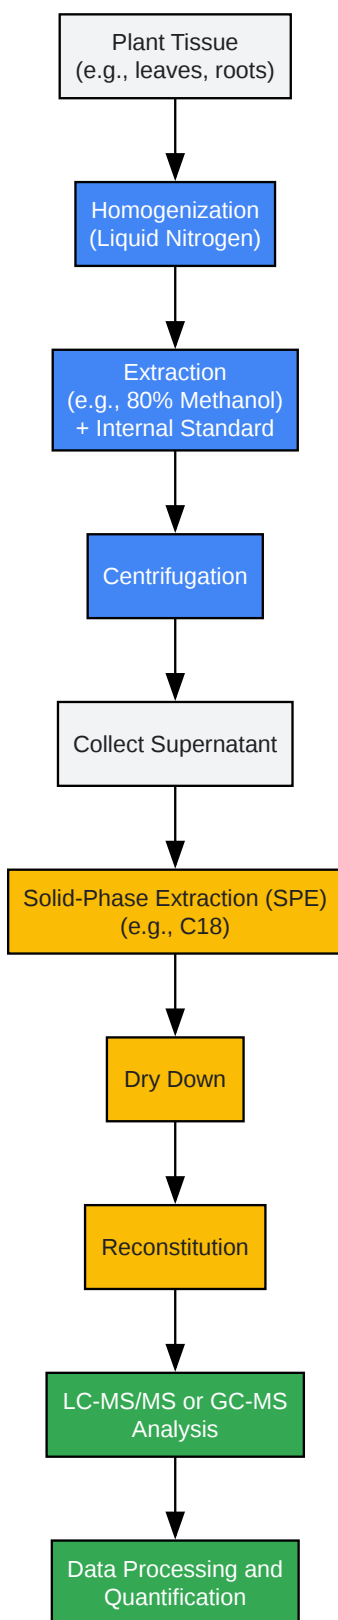 Plant Tissue
(e.g., leaves, roots)
Homogenization
(Liquid Nitrogen)
Extraction
(e.g., 80% Methanol)
+ Internal Standard
Centrifugation
Collect Supernatant
Solid-Phase Extraction (SPE)
(e.g., C18)
Dry Down
Reconstitution
LC-MS/MS or GC-MS
Analysis
Data Processing and
Quantification